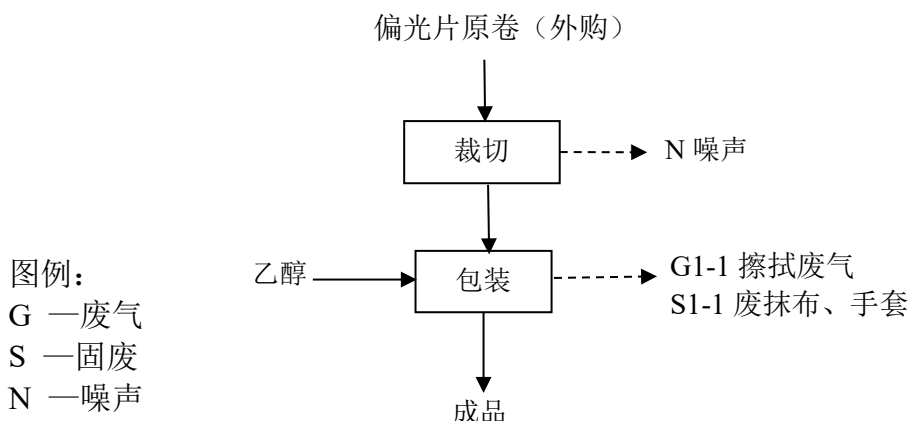 偏光片原卷（外购）
裁切
N 噪声
乙醇
包装
G1-1 擦拭废气
S1-1 废抹布、手套
成品
图例：
G —废气
S —固废
N —噪声